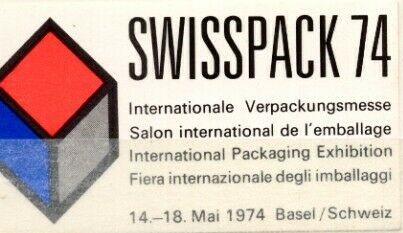 SWISSPACK 74
Internationale Verpackungsmesse
Salon international de l'emballage
International Packaging Exhibition
Fiera internazionale degli imballaggi
14.–18. Mai 1974 Basel/Schweiz